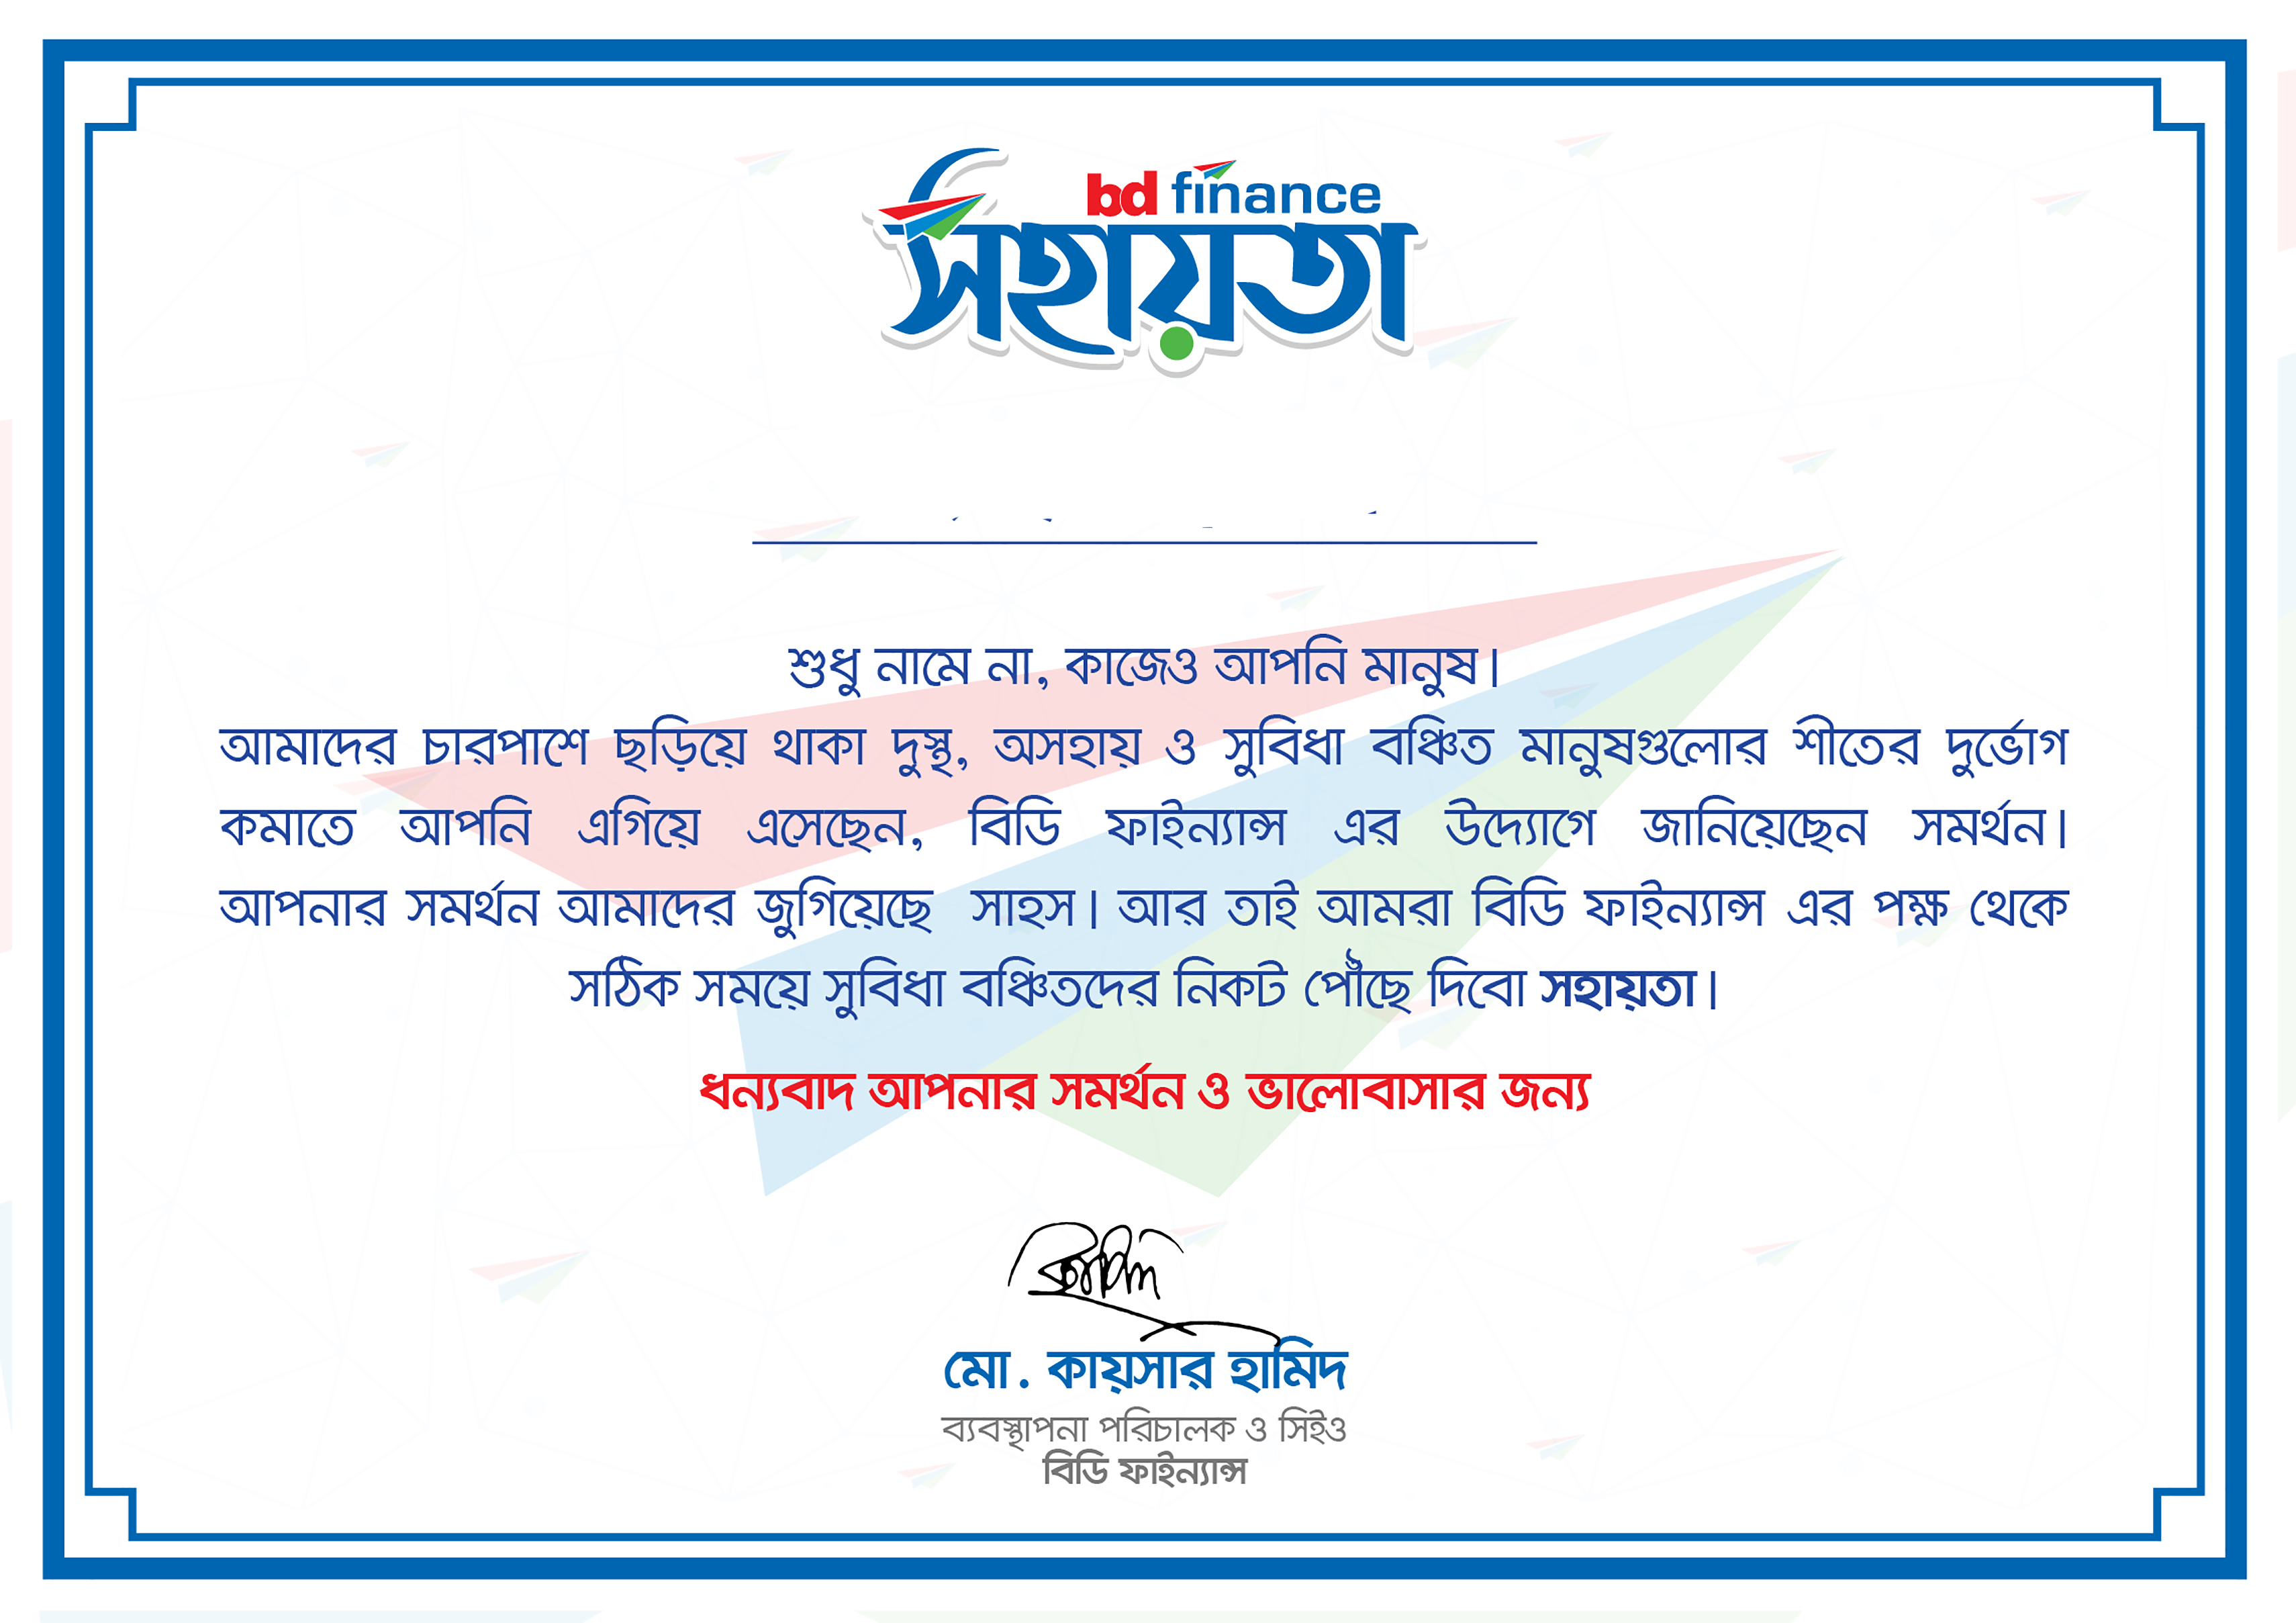 bd finance
সহায়তা
শুধু নামে না, কাজেও আপনি মানুষ।
আমাদের চারপাশে ছড়িয়ে থাকা দুস্থ, অসহায় ও সুবিধা বঞ্চিত মানুষগুলোর শীতের দুর্ভোগ
কমাতে আপনি এগিয়ে এসেছেন, বিডি ফাইন্যান্স এর উদ্যোগে জানিয়েছেন সমর্থন।
আপনার সমর্থন আমাদের জুগিয়েছে সাহস। আর তাই আমরা বিডি ফাইন্যান্স এর পক্ষ থেকে
সঠিক সময়ে সুবিধা বঞ্চিতদের নিকট পৌঁছে দিবো সহায়তা।
ধন্যবাদ আপনার সমর্থন ও ভালোবাসার জন্য
মো. কায়সার হামিদ
ব্যবস্থাপনা পরিচালক ও সিইও
বিডি ফাইন্যান্স